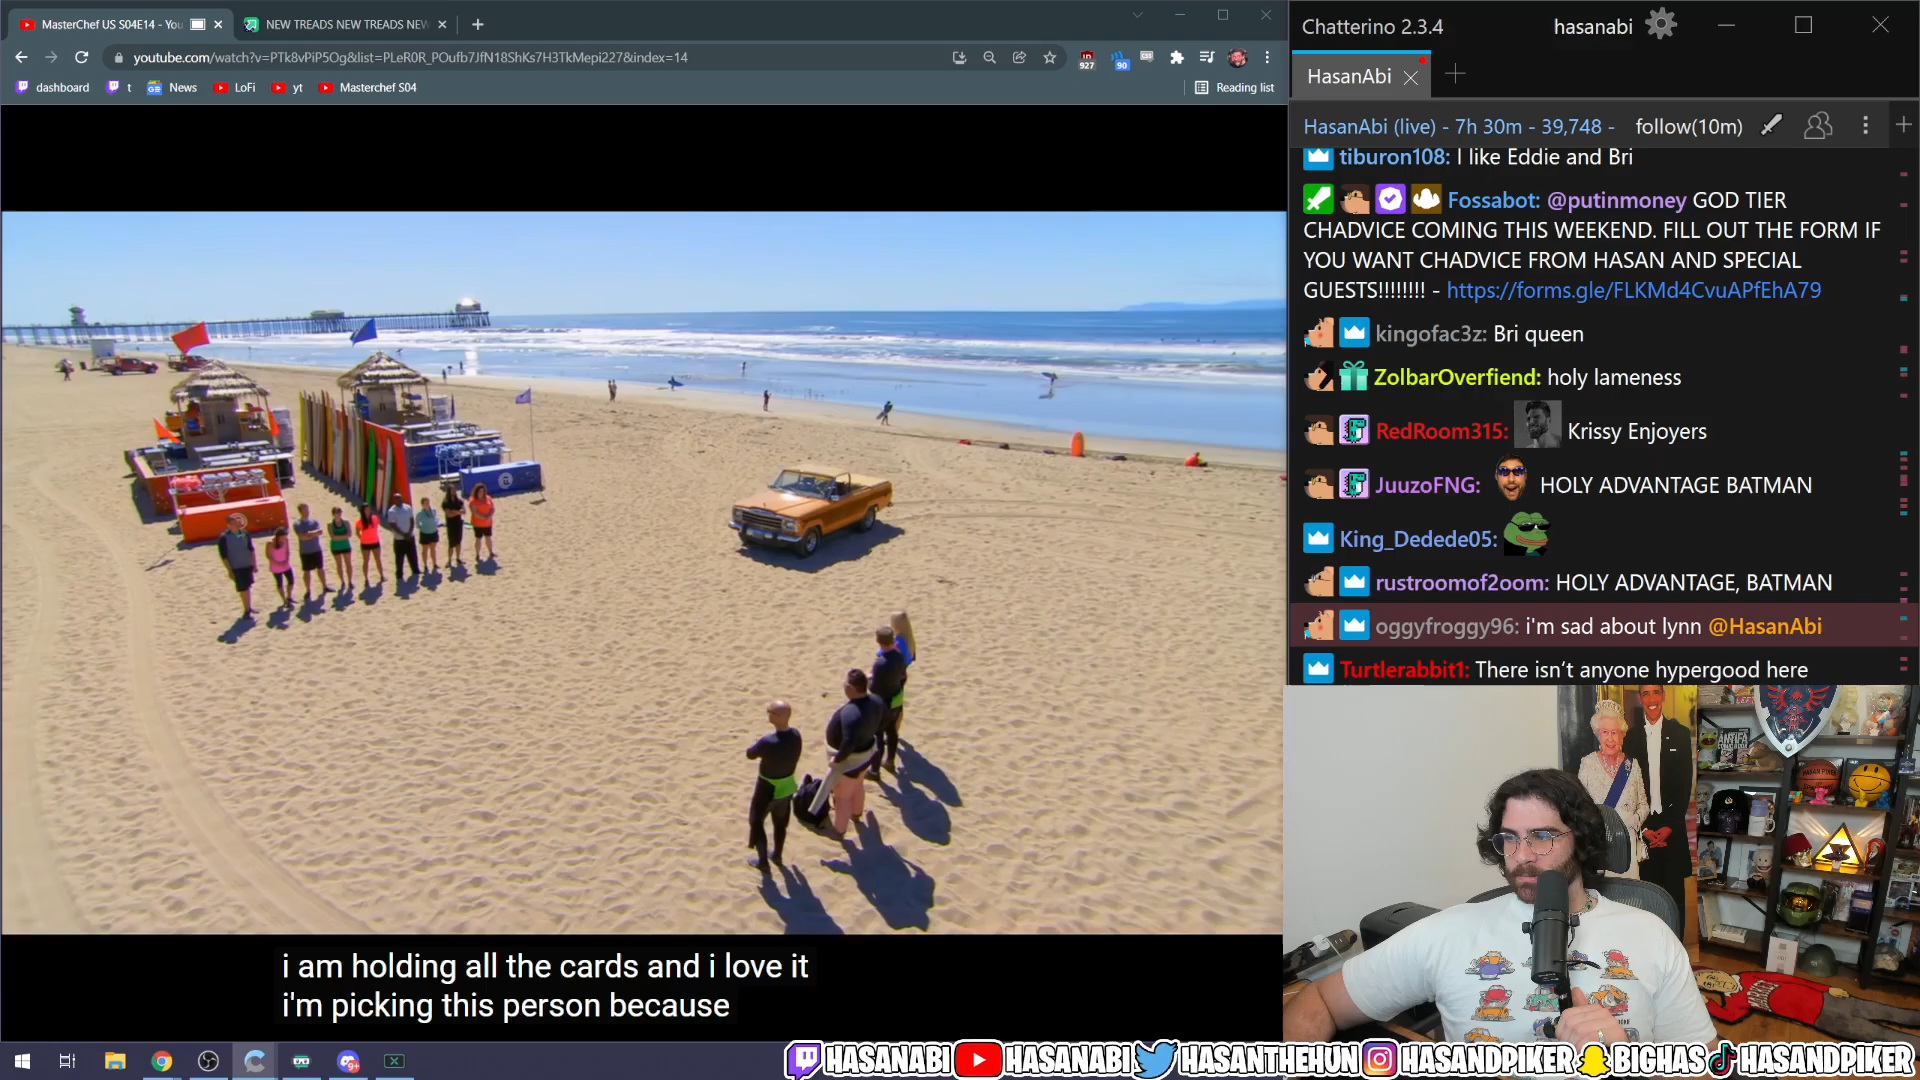 MasterChef US S04E14 - You
NEW TREADS NEW TREADS NEW
youtube.com/watch?v=PTk8vPiP5Og&list=PLeR0R_POufb7JfN18ShKs7H3TkMepi227&index=14
927
90
dashboard
t
News
LoFi
yt
Masterchef S04
Reading list
i am holding all the cards and i love it
i'm picking this person because
Chatterino 2.3.4
hasanabi
HasanAbi
HasanAbi (live) - 7h 30m - 39,748 -
follow(10m)
tiburon108: I like Eddie and Bri
Fossabot: @putinmoney GOD TIER
CHADVICE COMING THIS WEEKEND. FILL OUT THE FORM IF
YOU WANT CHADVICE FROM HASAN AND SPECIAL
GUESTS!!!!!!!! - https://forms.gle/FLKMd4CvuAPfEhA79
kingofac3z: Bri queen
ZolbarOverfiend: holy lameness
RedRoom315: Krissy Enjoyers
JuuzoFNG: HOLY ADVANTAGE BATMAN
King_Dedede05:
rustroomof2oom: HOLY ADVANTAGE, BATMAN
oggyfroggy96: i'm sad about lynn @HasanAbi
Turtlerabbit1: There isn't anyone hypergood here
ANTIFA
HASAN PIKER
HASANABI
HASANABI
HASANTHEHUN
HASANDPIKER
BIGHAS
HASANDPIKER